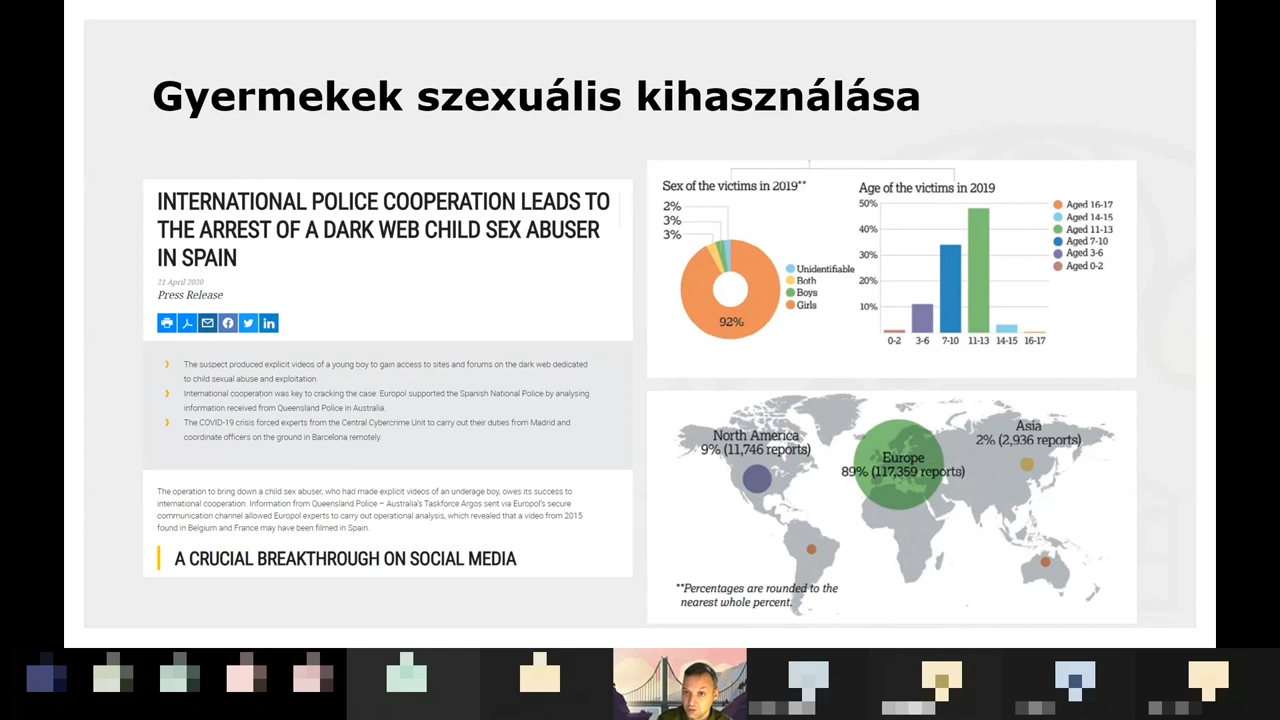 Gyermekek szexuális kihasználása
INTERNATIONAL POLICE COOPERATION LEADS TO
THE ARREST OF A DARK WEB CHILD SEX ABUSER
IN SPAIN
21 April 2020
Press Release
The suspect produced explicit videos of a young boy to gain access to sites and forums on the dark web dedicated
to child sexual abuse and exploitation.
International cooperation was key to cracking the case: Europol supported the Spanish National Police by analysing
information received from Queensland Police in Australia.
The COVID-19 crisis forced experts from the Central Cybercrime Unit to carry out their duties from Madrid and
coordinate officers on the ground in Barcelona remotely.
The operation to bring down a child sex abuser, who had made explicit videos of an underage boy, owes its success to
international cooperation. Information from Queensland Police – Australia's Taskforce Argos sent via Europol's secure
communication channel allowed Europol experts to carry out operational analysis, which revealed that a video from 2015
found in Belgium and France may have been filmed in Spain.
A CRUCIAL BREAKTHROUGH ON SOCIAL MEDIA
Sex of the victims in 2019**
2%
3%
3%
92%
Unidentifiable
Both
Boys
Girls
Age of the victims in 2019
50%
40%
30%
20%
10%
0-2 3-6 7-10 11-13 14-15 16-17
Aged 16-17
Aged 14-15
Aged 11-13
Aged 7-10
Aged 3-6
Aged 0-2
North America
9% (11,746 reports)
Europe
89% (117,359 reports)
Asia
2% (2,936 reports)
**Percentages are rounded to the
nearest whole percent.